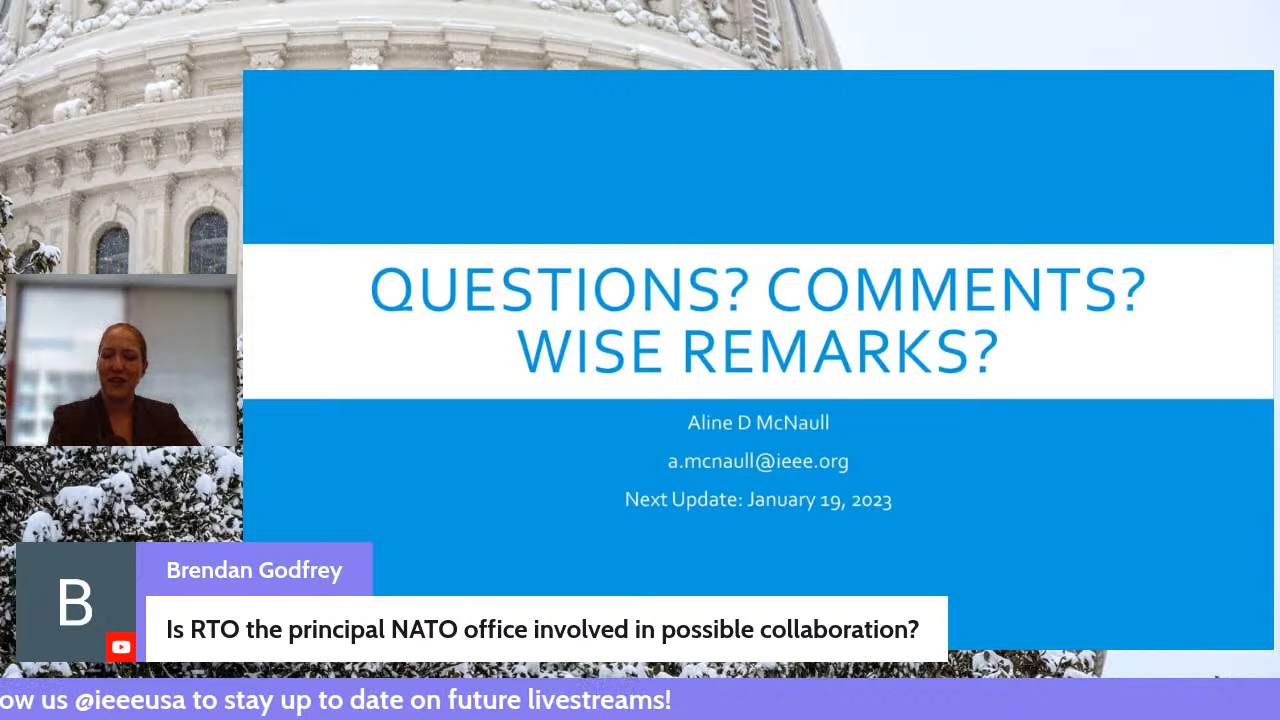 QUESTIONS? COMMENTS?
WISE REMARKS?
Aline D McNaull
a.mcnaull@ieee.org
Next Update: January 19, 2023
B
Brendan Godfrey
Is RTO the principal NATO office involved in possible collaboration?
ow us @ieeeusa to stay up to date on future livestreams!